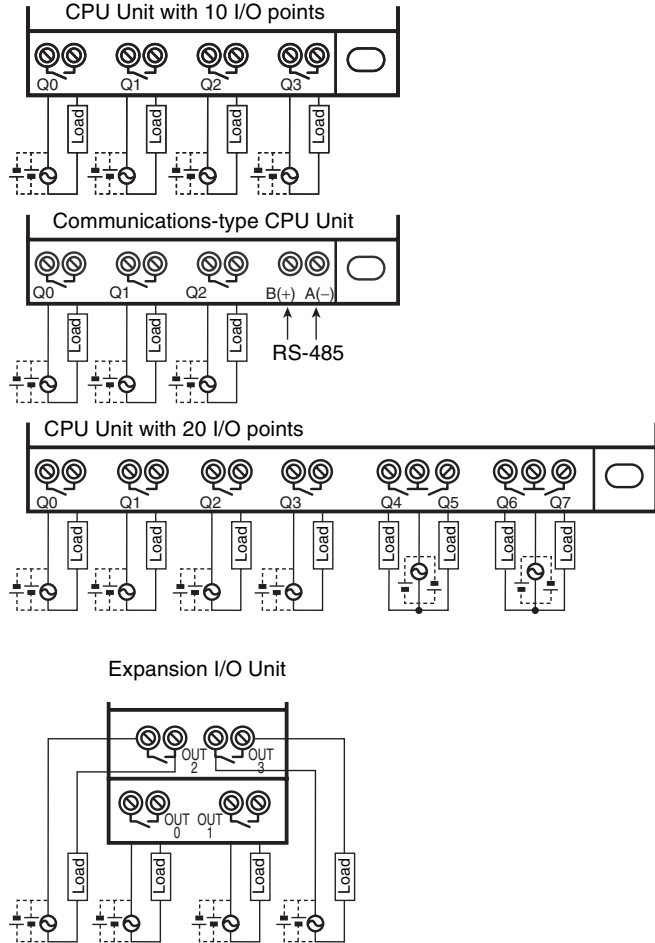 CPU Unit with 10 I/O points
Q0 Q1 Q2 Q3
Load Load Load Load
Communications-type CPU Unit
Q0 Q1 Q2 B(+) A(−)
Load Load Load
RS-485
CPU Unit with 20 I/O points
Q0 Q1 Q2 Q3 Q4 Q5 Q6 Q7
Load Load Load Load Load Load Load Load
Expansion I/O Unit
OUT 2 OUT 3
OUT 0 OUT 1
Load Load Load Load